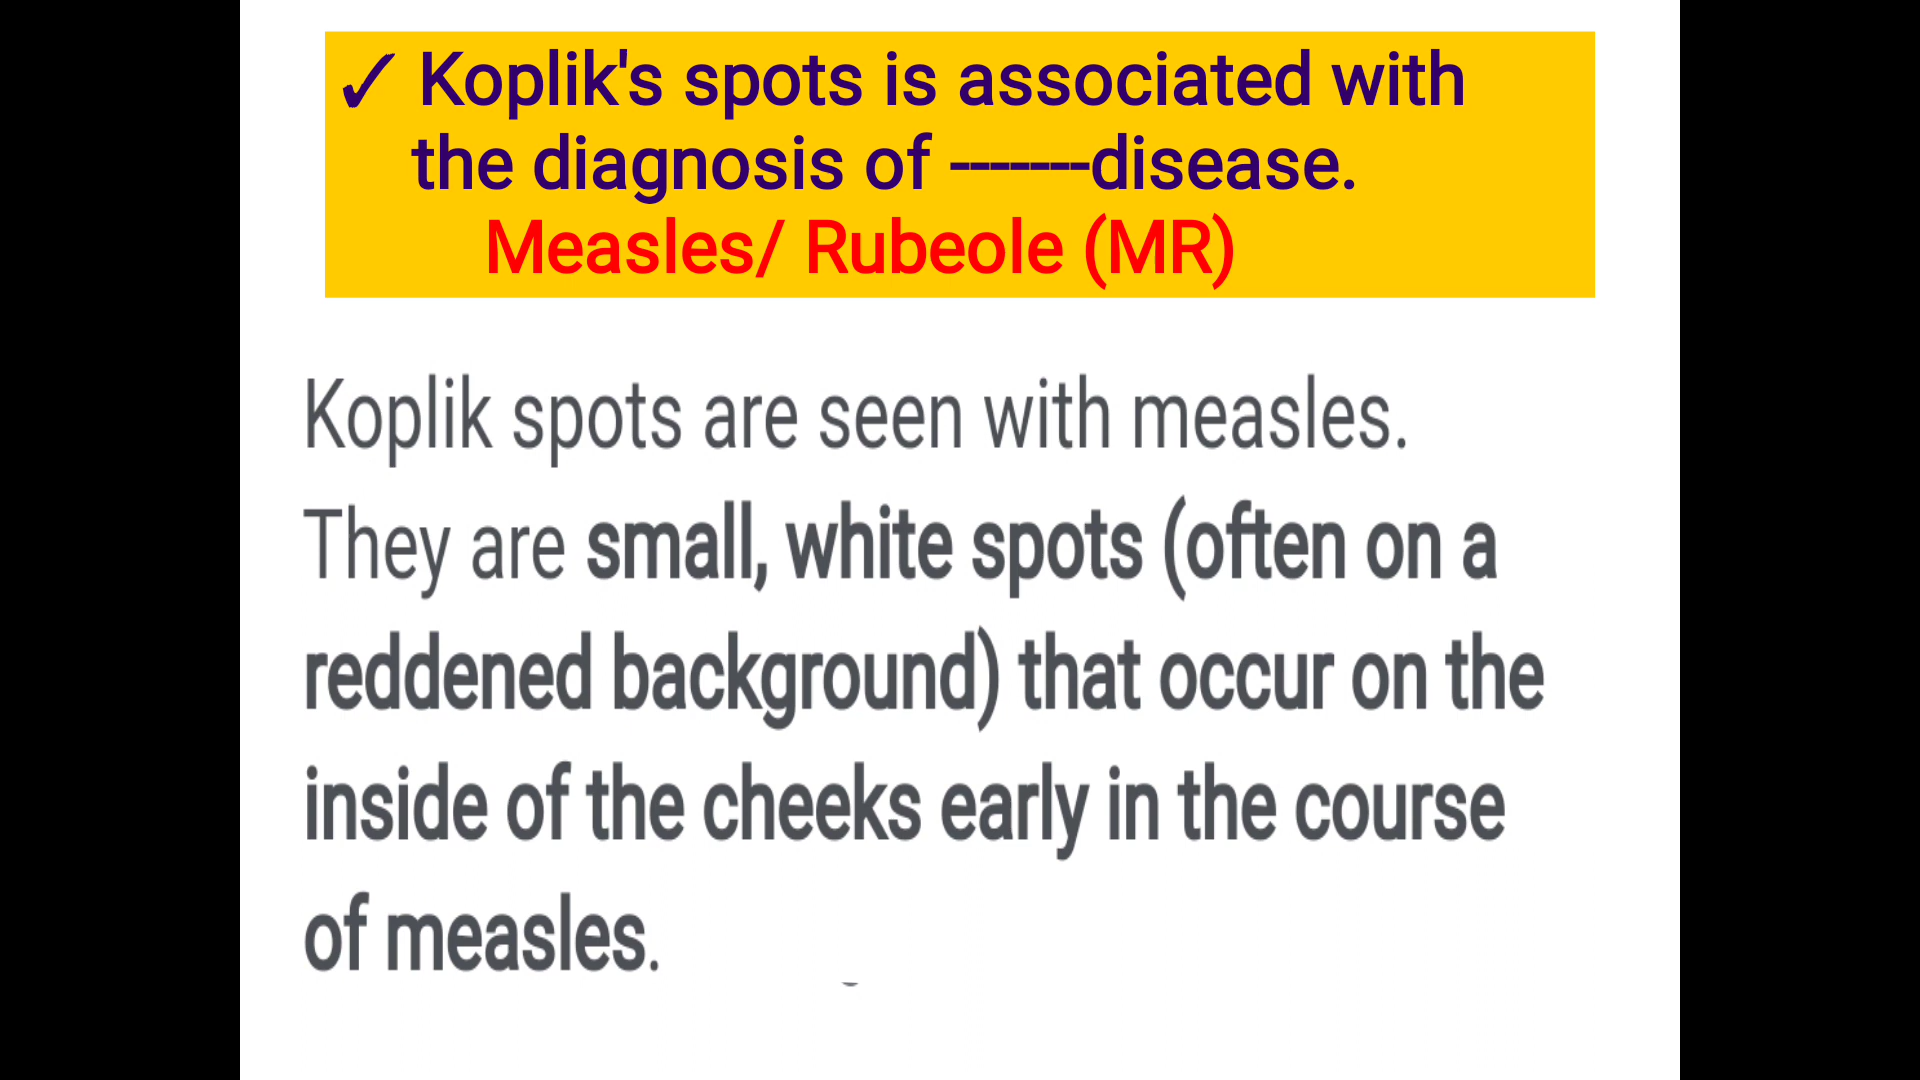 ✓ Koplik's spots is associated with
the diagnosis of -------disease.
Measles/ Rubeole (MR)
Koplik spots are seen with measles.
They are small, white spots (often on a
reddened background) that occur on the
inside of the cheeks early in the course
of measles.